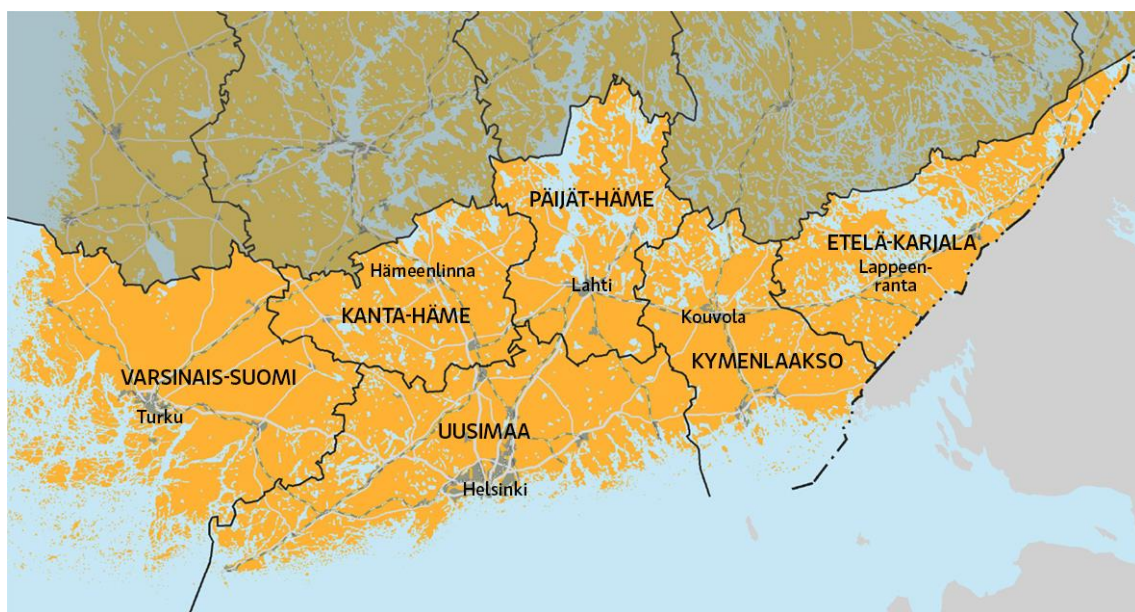 PÄIJÄT-HÄME
ETELÄ-KARJALA
Hämeenlinna
Lappeen-
ranta
Lahti
KANTA-HÄME
Kouvola
KYMENLAAKSO
VARSINAIS-SUOMI
Turku
UUSIMAA
Helsinki